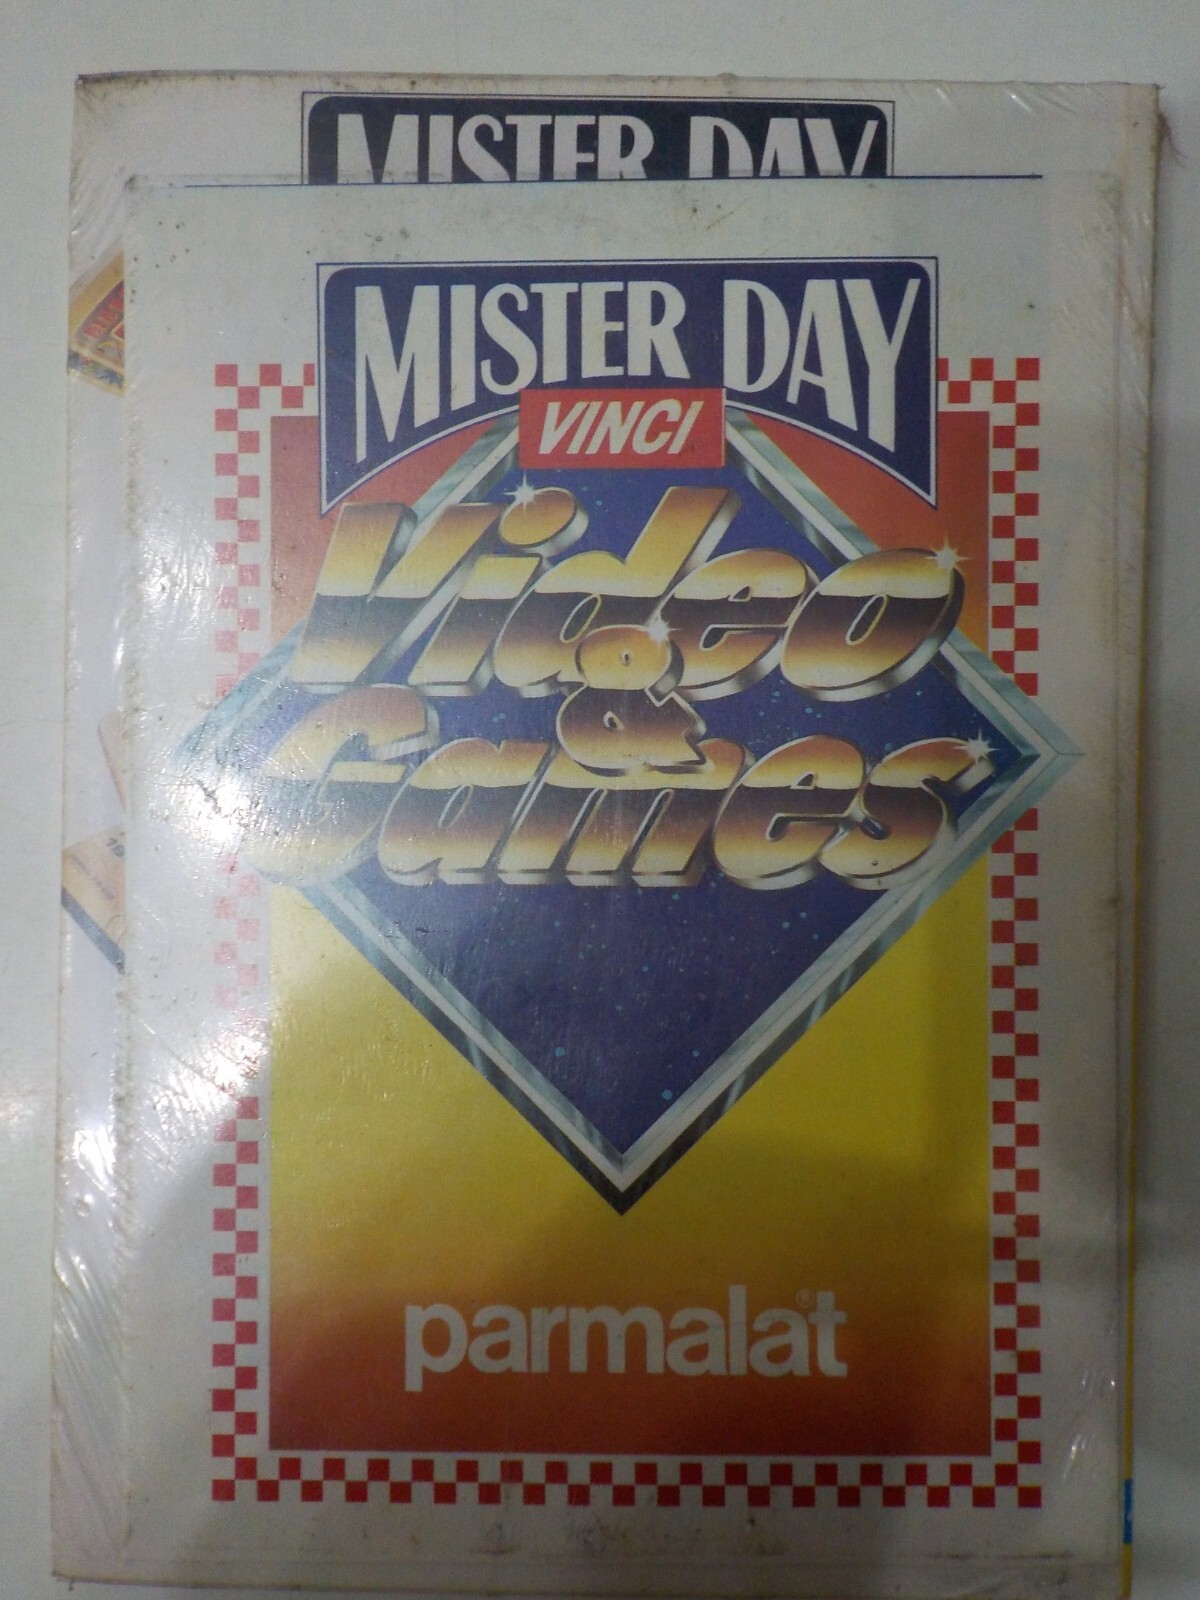 MISTER DAY
MISTER DAY
VINCI
Video
&
Games
parmalat®